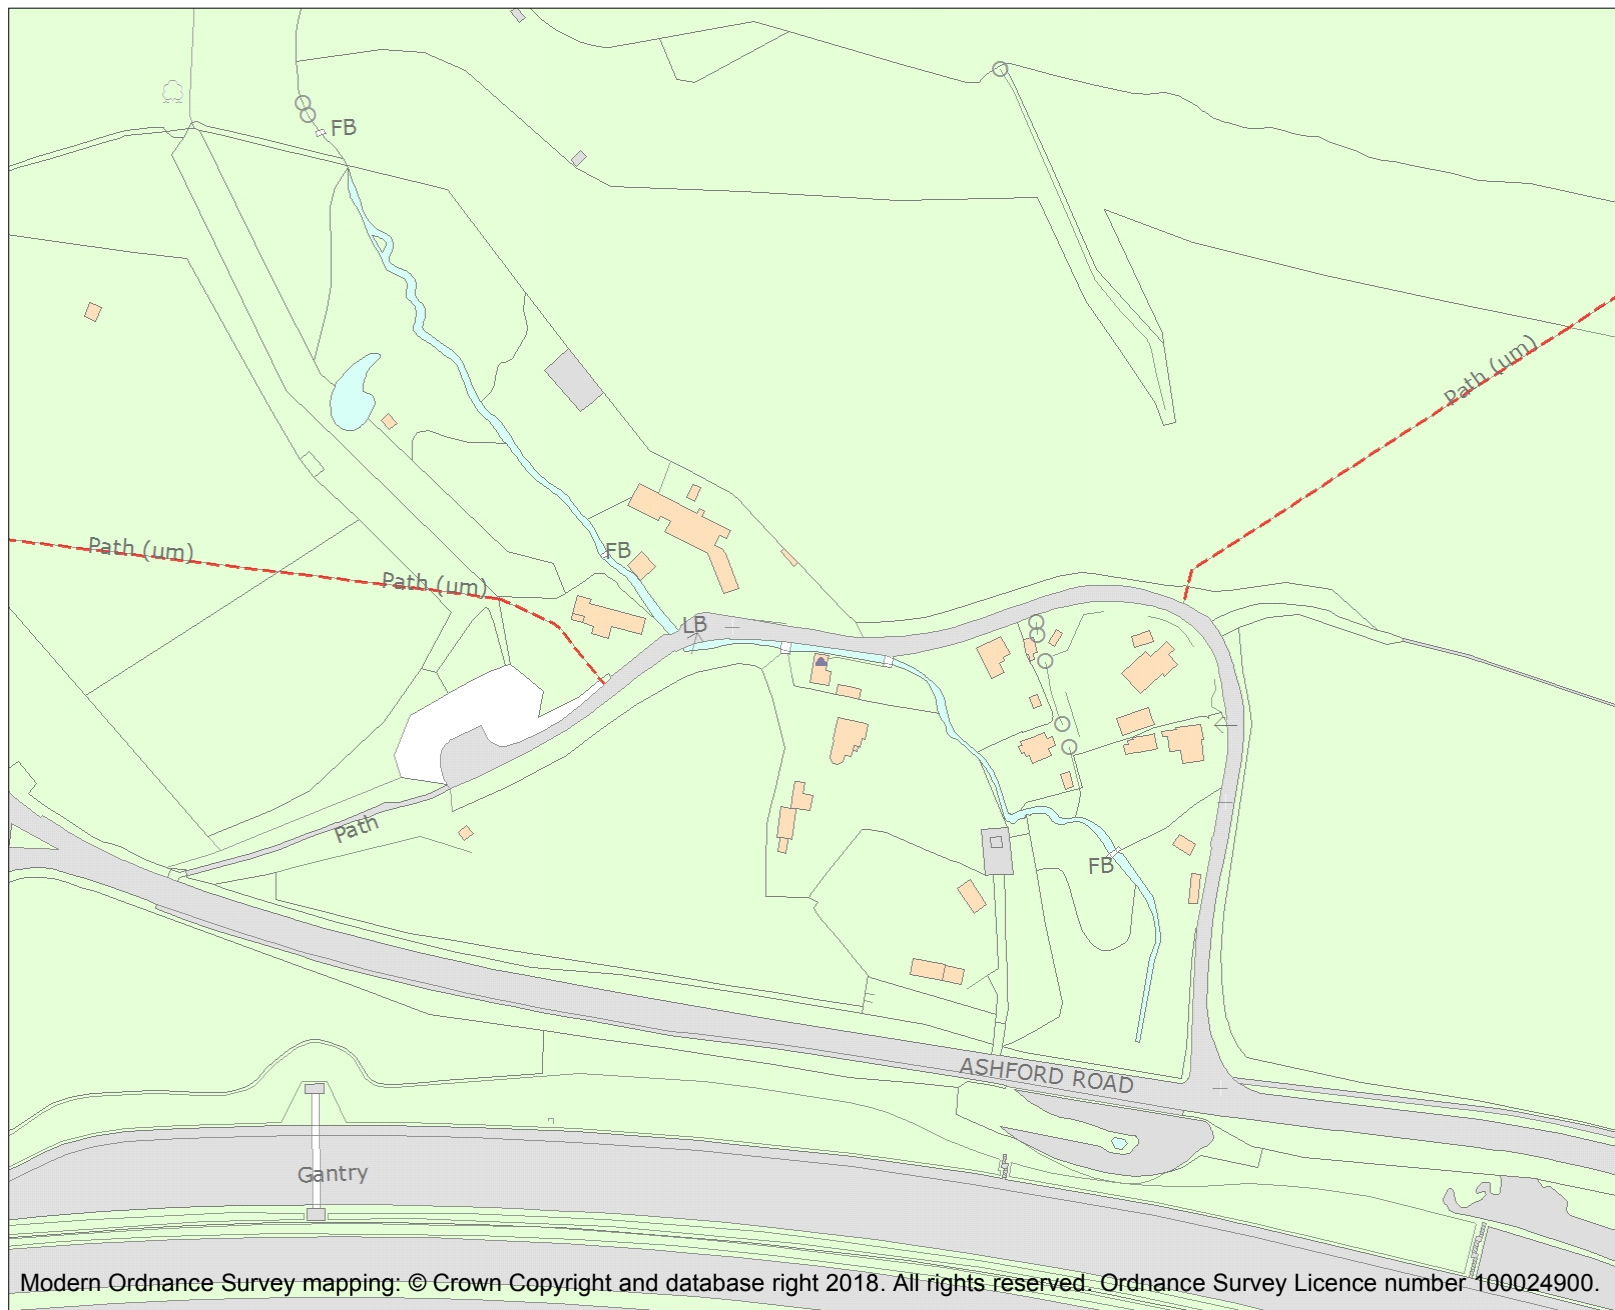 FB
Path (um)
Path (um)
Path (um)
FB
LB
Path
FB
ASHFORD ROAD
Gantry
Modern Ordnance Survey mapping: © Crown Copyright and database right 2018. All rights reserved. Ordnance Survey Licence number 100024900.